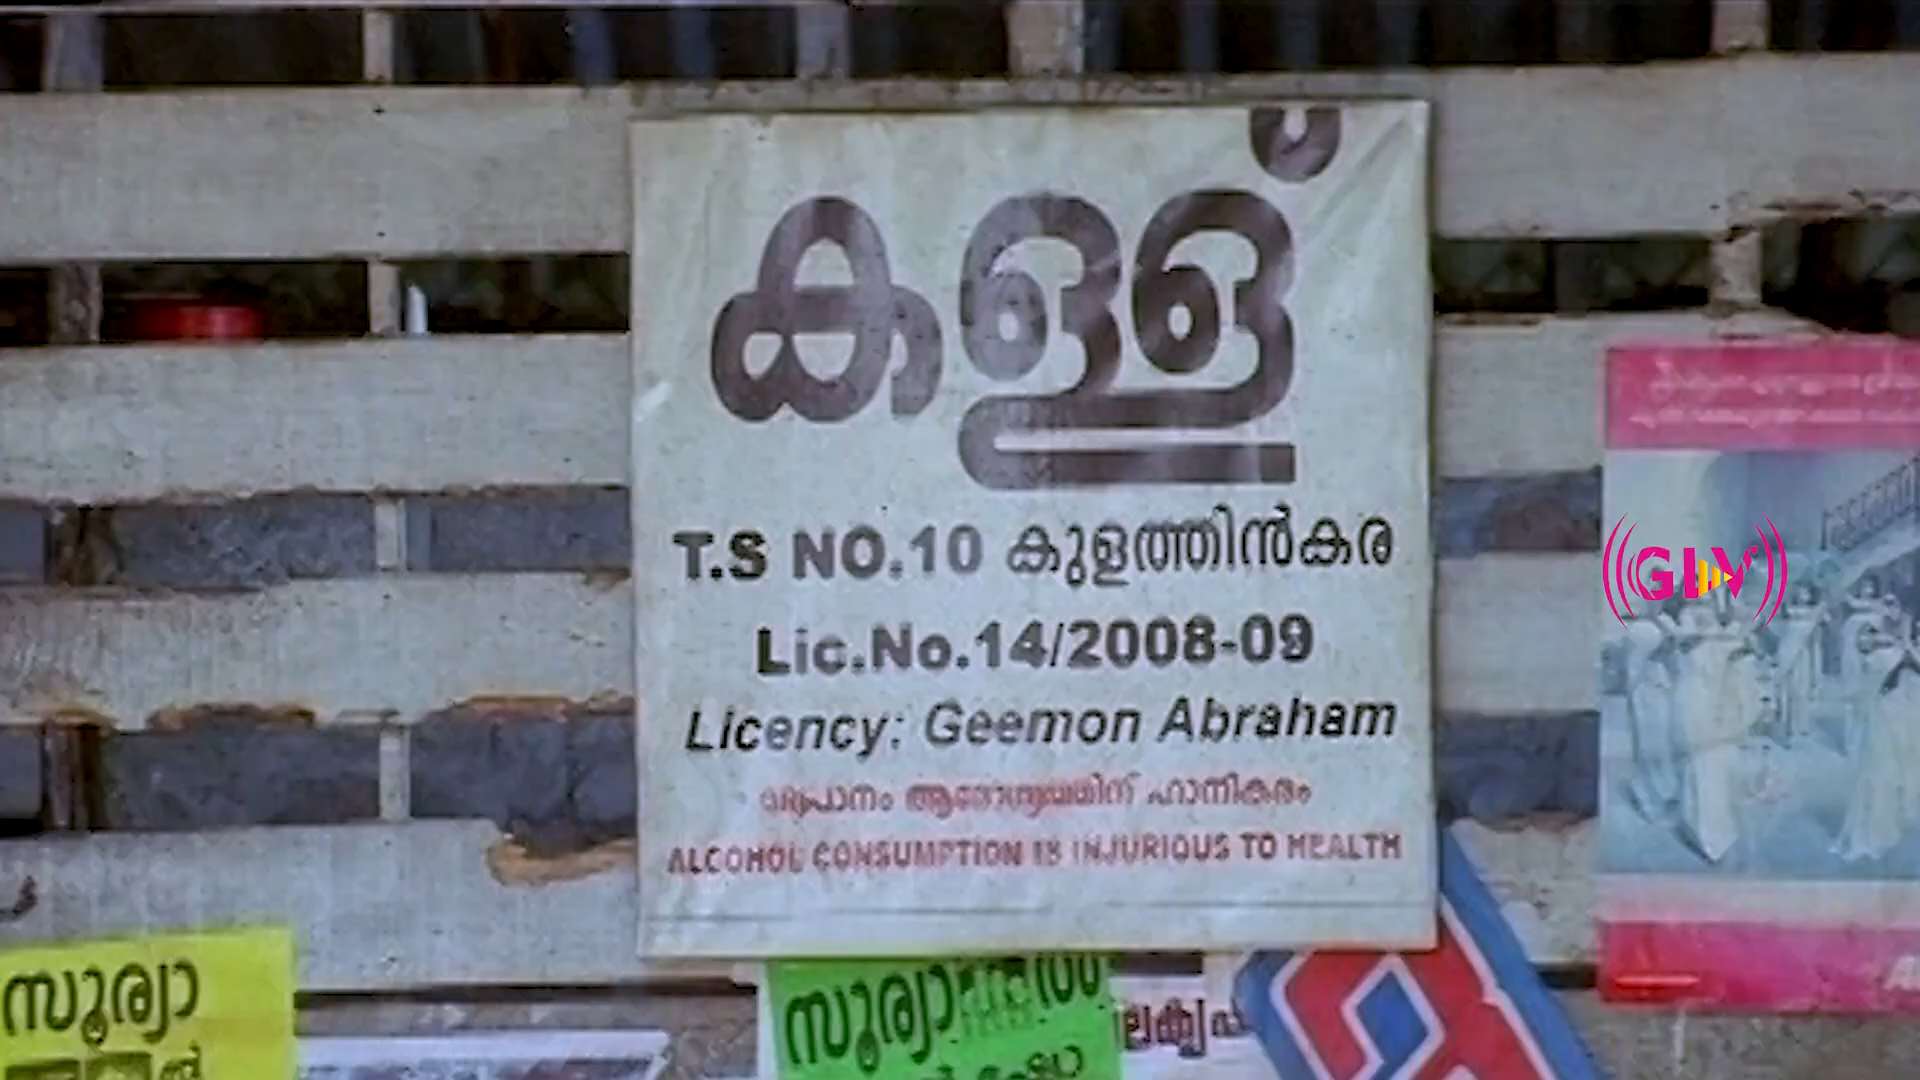 കള്ള്
T.S NO.10 കുളത്തിൻകര
Lic.No.14/2008-09
Licency: Geemon Abraham
മദ്യപാനം ആരോഗ്യത്തിന് ഹാനികരം
ALCOHOL CONSUMPTION IS INJURIOUS TO HEALTH
GLV
സൂര്യാ
സൂര്യാ